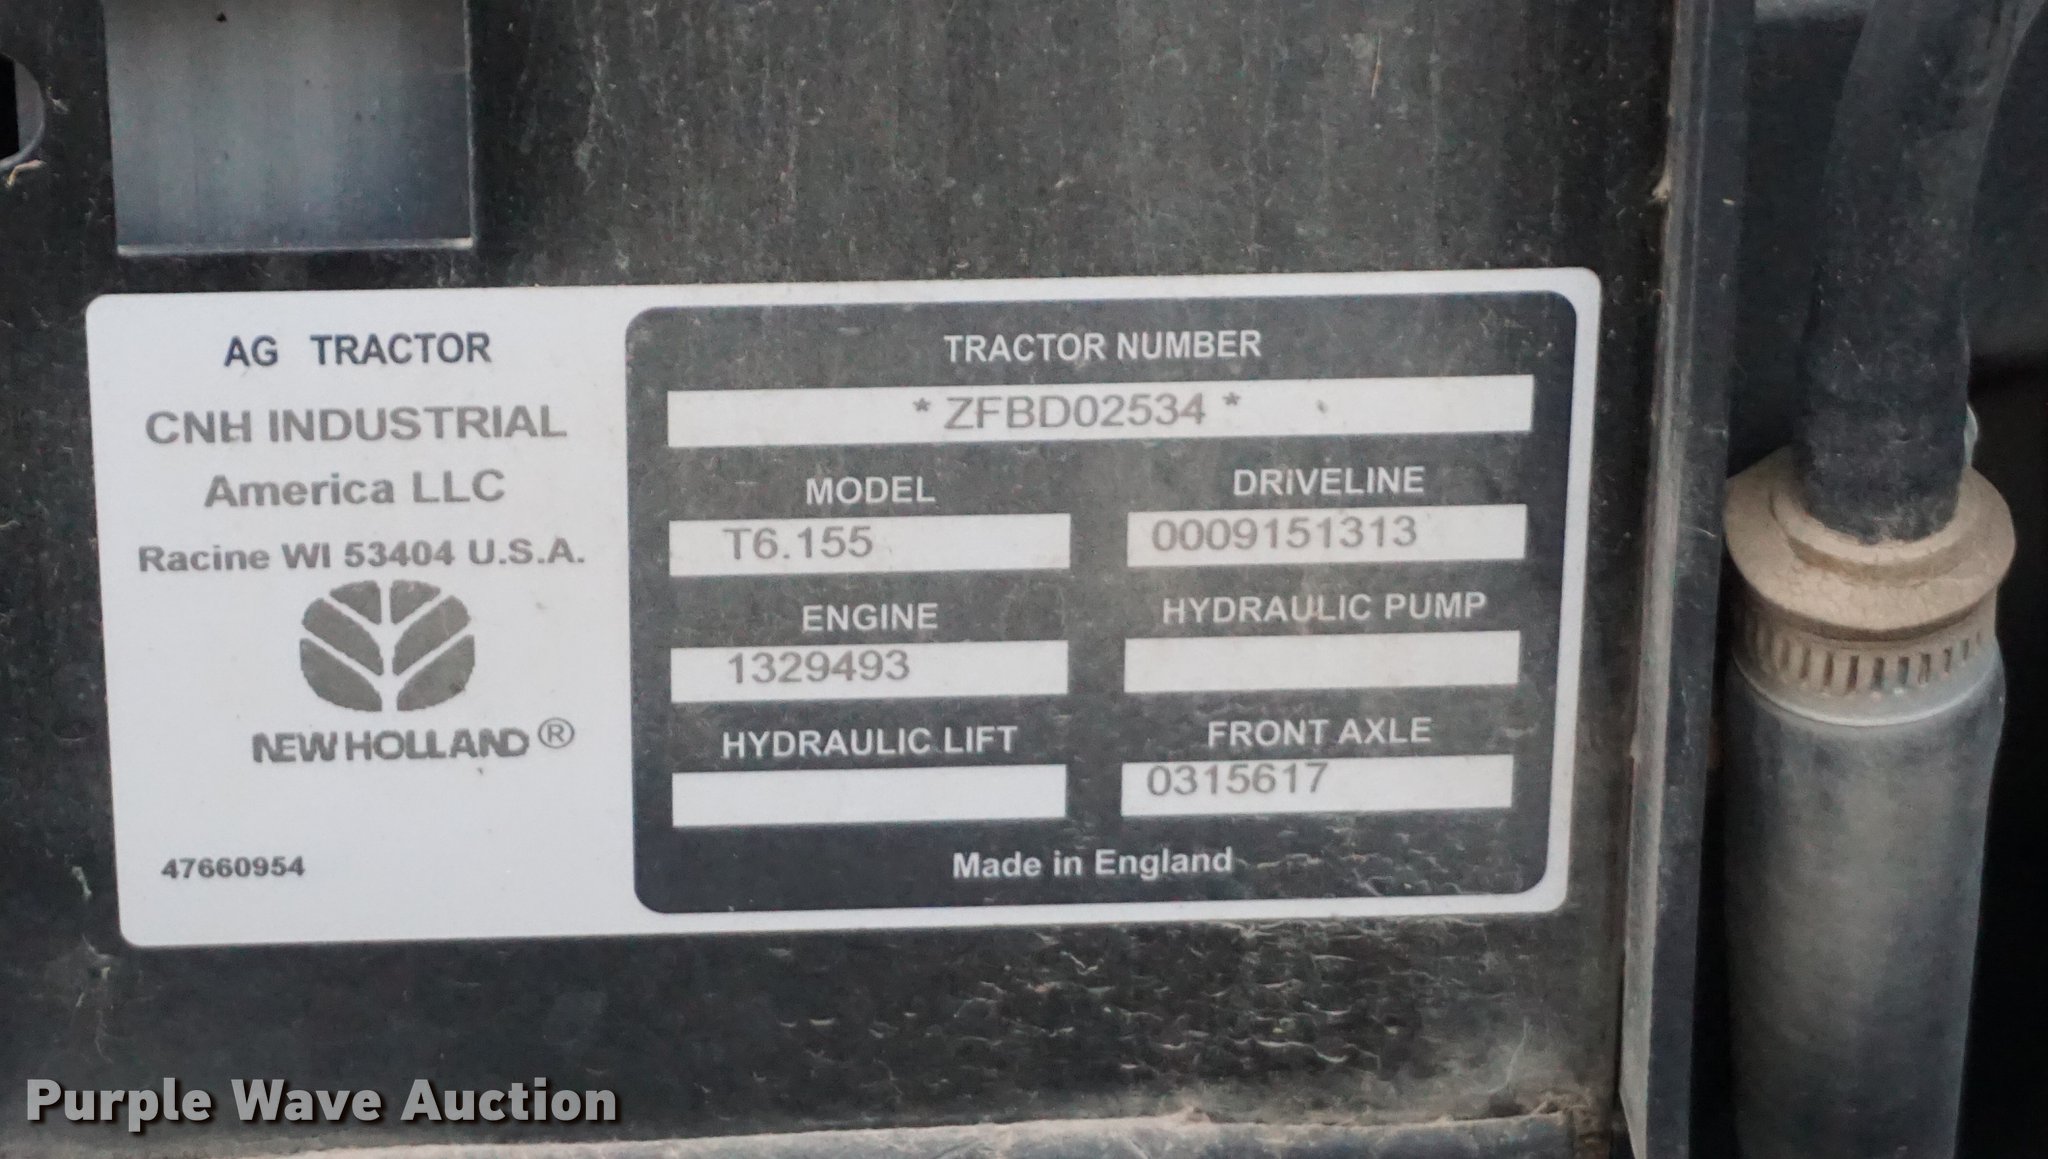 AG TRACTOR
CNH INDUSTRIAL
America LLC
Racine WI 53404 U.S.A.
NEW HOLLAND®
47660954
TRACTOR NUMBER
* ZFBD02534 *
MODEL
T6.155
DRIVELINE
0009151313
ENGINE
1329493
HYDRAULIC PUMP
HYDRAULIC LIFT
FRONT AXLE
0315617
Made in England
Purple Wave Auction